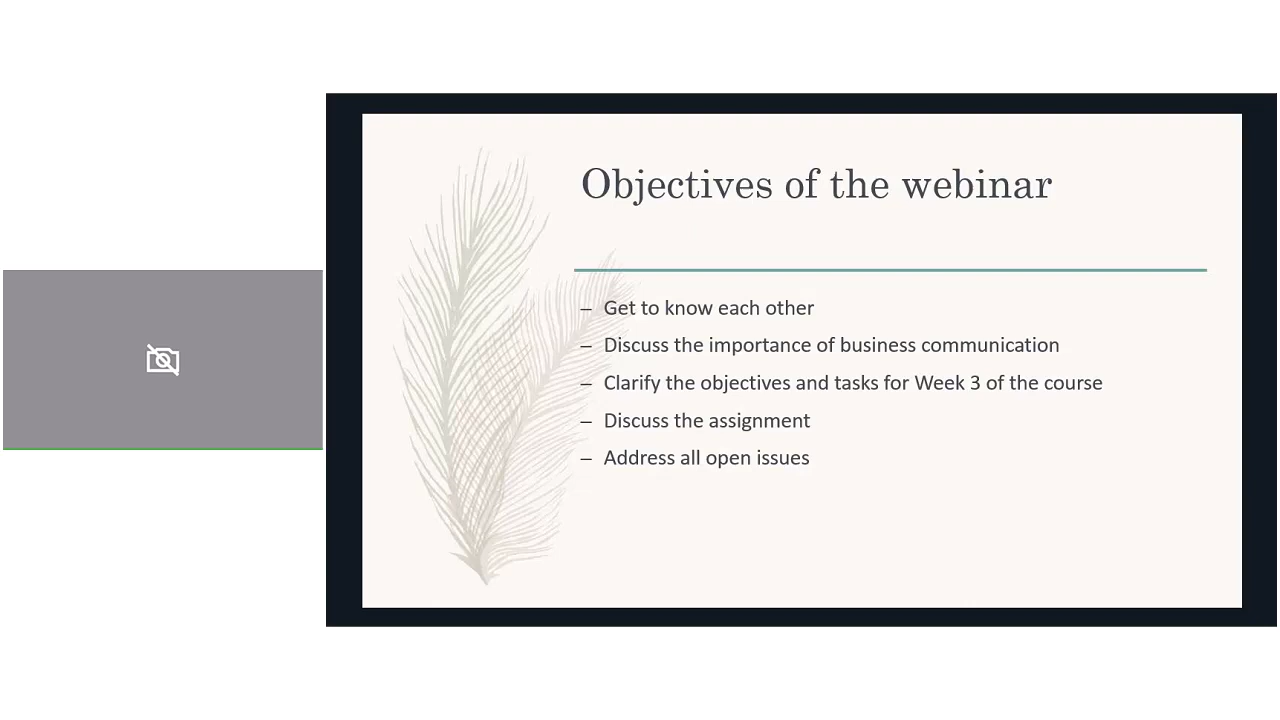 Objectives of the webinar
– Get to know each other
– Discuss the importance of business communication
– Clarify the objectives and tasks for Week 3 of the course
– Discuss the assignment
– Address all open issues